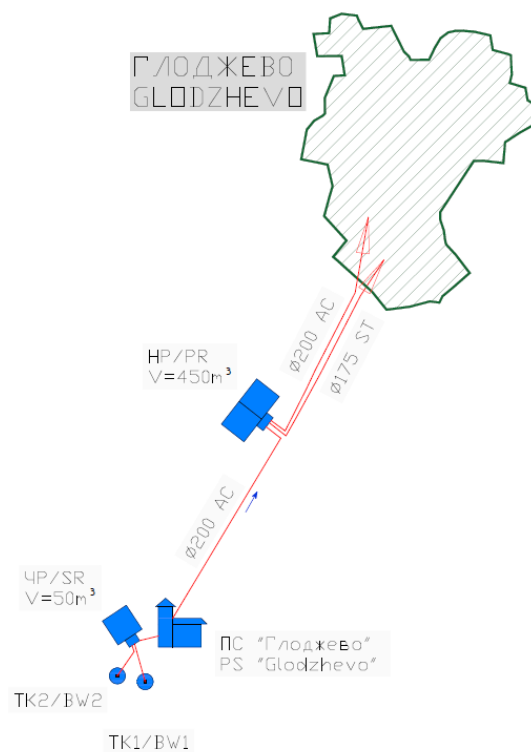 ГЛОДЖЕВО
GLODZHEVO
Ø200 AC
Ø175 ST
НР/PR
V=450m³
Ø200 AC
ЧР/SR
V=50m³
ПС "Глоджево"
PS "Glodzhevo"
ТК2/BW2
ТК1/BW1